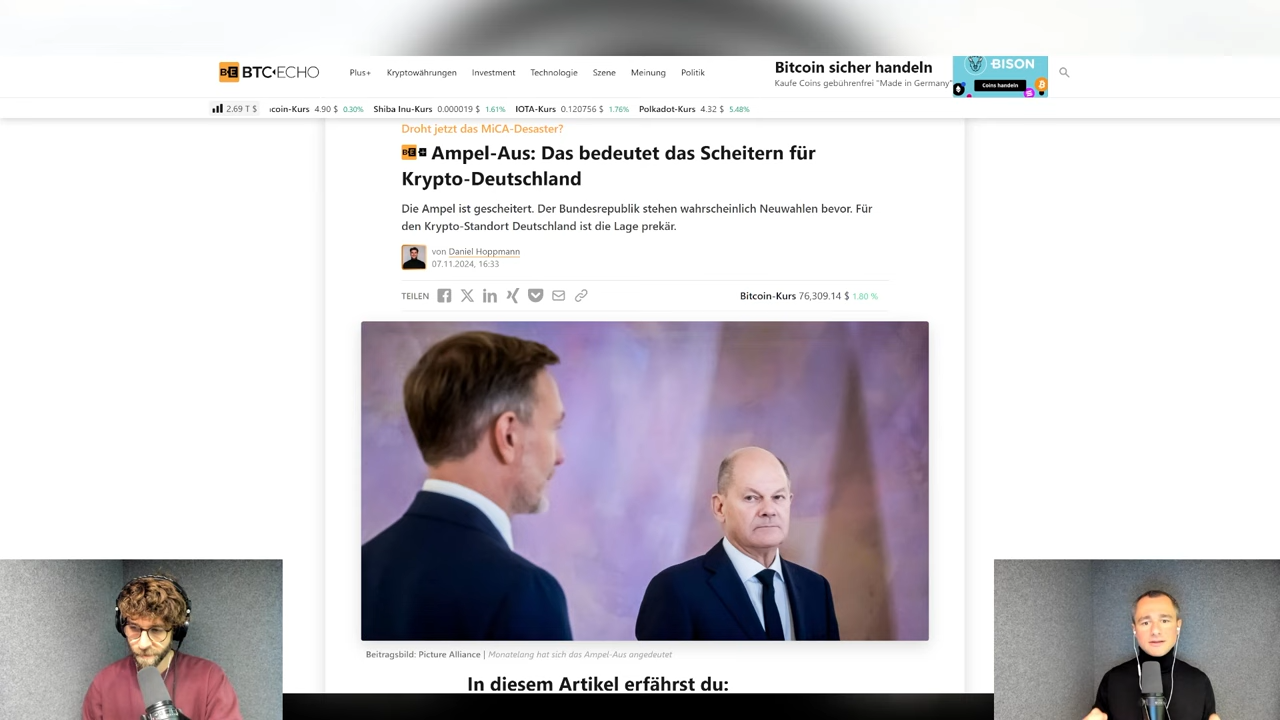 BTC-ECHO
Plus+ Kryptowährungen Investment Technologie Szene Meinung Politik
Bitcoin sicher handeln
Kaufe Coins gebührenfrei "Made in Germany"
BISON
Coins handeln
2.69 T $ :coin-Kurs 4.90 $ 0.30% Shiba Inu-Kurs 0.000019 $ 1.61% IOTA-Kurs 0.120756 $ 1.76% Polkadot-Kurs 4.32 $ 5.48%
Droht jetzt das MiCA-Desaster?
BE+ Ampel-Aus: Das bedeutet das Scheitern für
Krypto-Deutschland
Die Ampel ist gescheitert. Der Bundesrepublik stehen wahrscheinlich Neuwahlen bevor. Für
den Krypto-Standort Deutschland ist die Lage prekär.
von Daniel Hoppmann
07.11.2024, 16:33
TEILEN
Bitcoin-Kurs 76,309.14 $ 1.80 %
Beitragsbild: Picture Alliance | Monatelang hat sich das Ampel-Aus angedeutet
In diesem Artikel erfährst du: